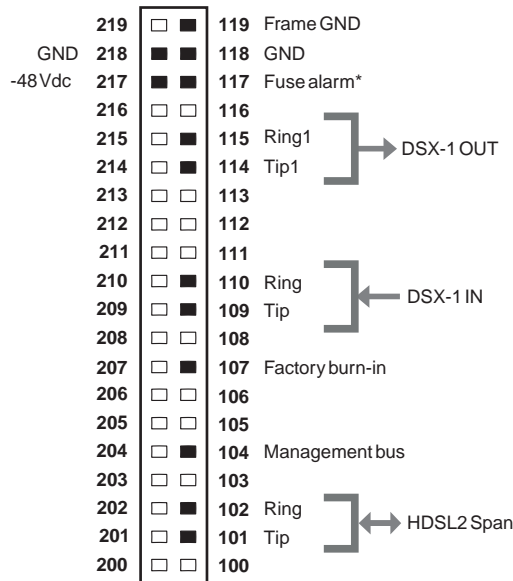 219 119 Frame GND
GND 218 118 GND
-48Vdc 217 117 Fuse alarm*
216 116
215 115 Ring1
DSX-1 OUT
214 114 Tip1
213 113
212 112
211 111
210 110 Ring
DSX-1 IN
209 109 Tip
208 108
207 107 Factory burn-in
206 106
205 105
204 104 Management bus
203 103
202 102 Ring
HDSL2 Span
201 101 Tip
200 100